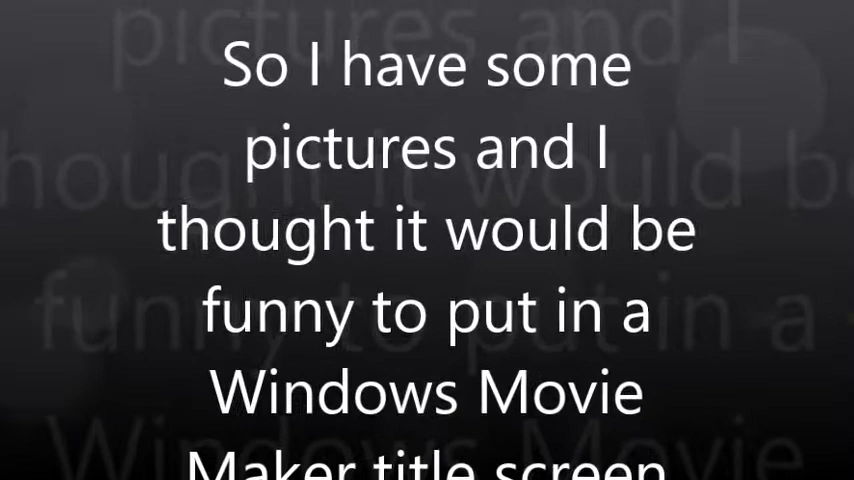 So I have some
pictures and I
thought it would be
funny to put in a
Windows Movie
Maker title screen